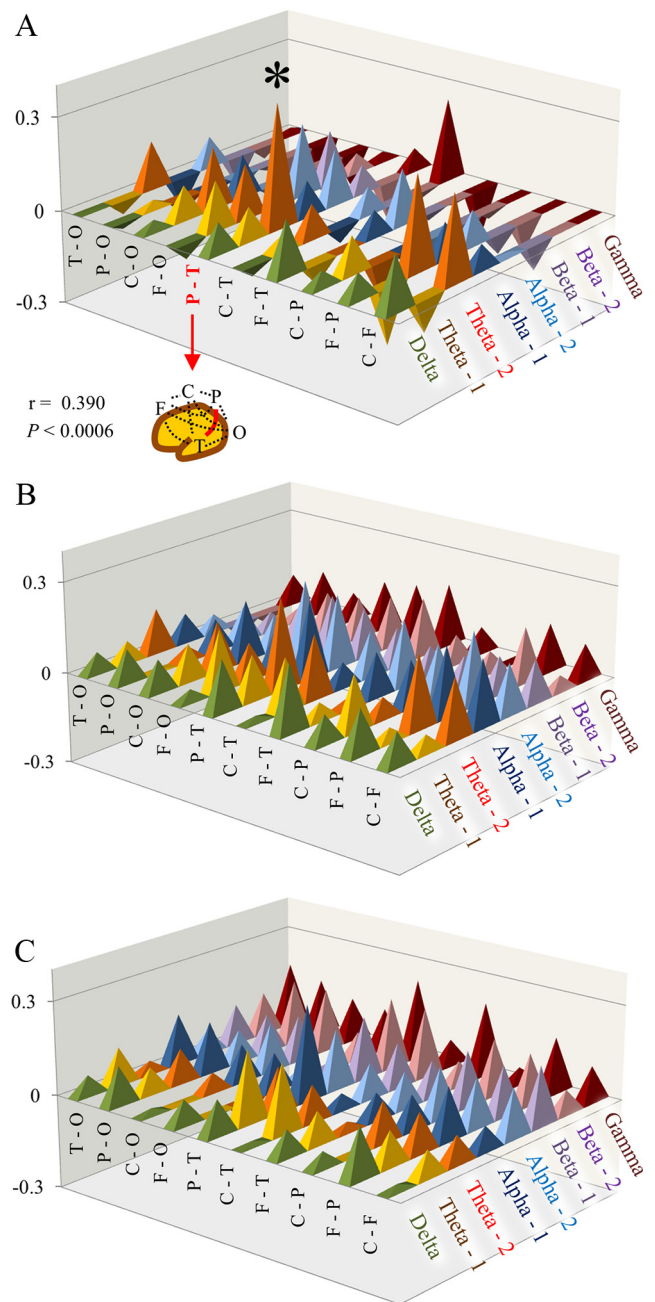 A
*
0.3
0
-0.3
T - O
P - O
C - O
F - O
P - T
C - T
F - T
C - P
F - P
C - F
Delta
Theta - 1
Theta - 2
Alpha - 1
Alpha - 2
Beta - 1
Beta - 2
Gamma
r = 0.390
P < 0.0006
C
F
P
T
O
B
0.3
0
-0.3
T - O
P - O
C - O
F - O
P - T
C - T
F - T
C - P
F - P
C - F
Delta
Theta - 1
Theta - 2
Alpha - 1
Alpha - 2
Beta - 1
Beta - 2
Gamma
C
0.3
0
-0.3
T - O
P - O
C - O
F - O
P - T
C - T
F - T
C - P
F - P
C - F
Delta
Theta - 1
Theta - 2
Alpha - 1
Alpha - 2
Beta - 1
Beta - 2
Gamma